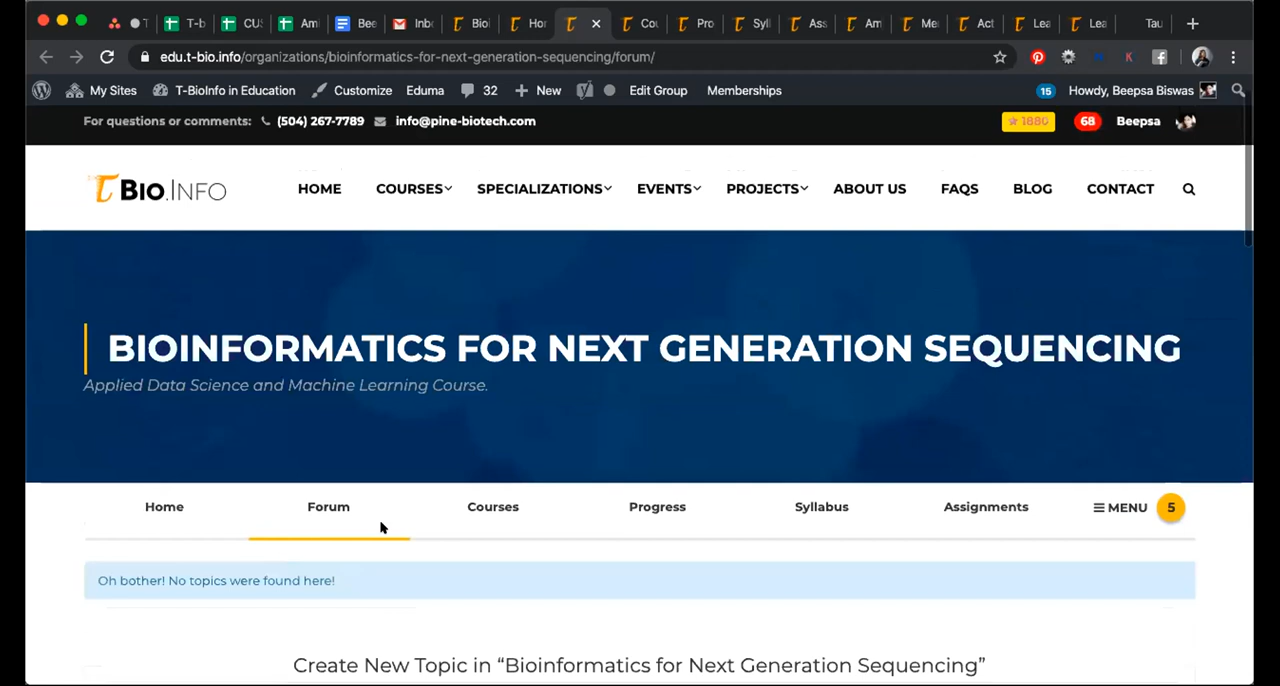 T-b CUS Ami Bee Inb Bio Hor Cou Pro Syll Ass Am Me Act Lea Lea Tau
edu.t-bio.info/organizations/bioinformatics-for-next-generation-sequencing/forum/
My Sites T-BioInfo in Education Customize Eduma 32 New Edit Group Memberships 15 Howdy, Beepsa Biswas
For questions or comments: (504) 267-7789 info@pine-biotech.com 1880 68 Beepsa
T Bio.INFO HOME COURSES SPECIALIZATIONS EVENTS PROJECTS ABOUT US FAQS BLOG CONTACT
BIOINFORMATICS FOR NEXT GENERATION SEQUENCING
Applied Data Science and Machine Learning Course.
Home Forum Courses Progress Syllabus Assignments MENU 5
Oh bother! No topics were found here!
Create New Topic in “Bioinformatics for Next Generation Sequencing”